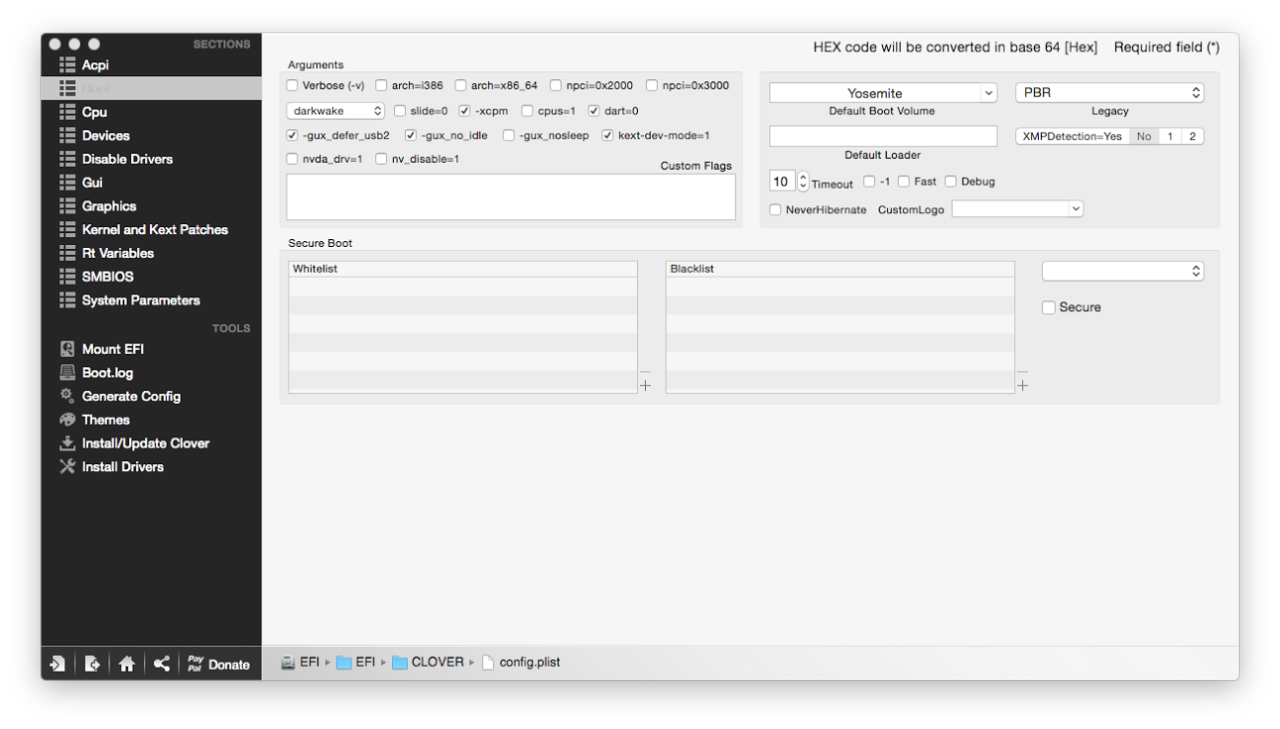 SECTIONS
Acpi
Cpu
Devices
Disable Drivers
Gui
Graphics
Kernel and Kext Patches
Rt Variables
SMBIOS
System Parameters
TOOLS
Mount EFI
Boot.log
Generate Config
Themes
Install/Update Clover
Install Drivers
Pay Pal Donate
HEX code will be converted in base 64 [Hex] Required field (*)
Arguments
Verbose (-v) arch=i386 arch=x86_64 npci=0x2000 npci=0x3000
darkwake slide=0 -xcpm cpus=1 dart=0
-gux_defer_usb2 -gux_no_idle -gux_nosleep kext-dev-mode=1
nvda_drv=1 nv_disable=1
Custom Flags
Yosemite
Default Boot Volume
PBR
Legacy
Default Loader
XMPDetection=Yes No 1 2
10 Timeout -1 Fast Debug
NeverHibernate CustomLogo
Secure Boot
Whitelist
Blacklist
Secure
EFI EFI CLOVER config.plist